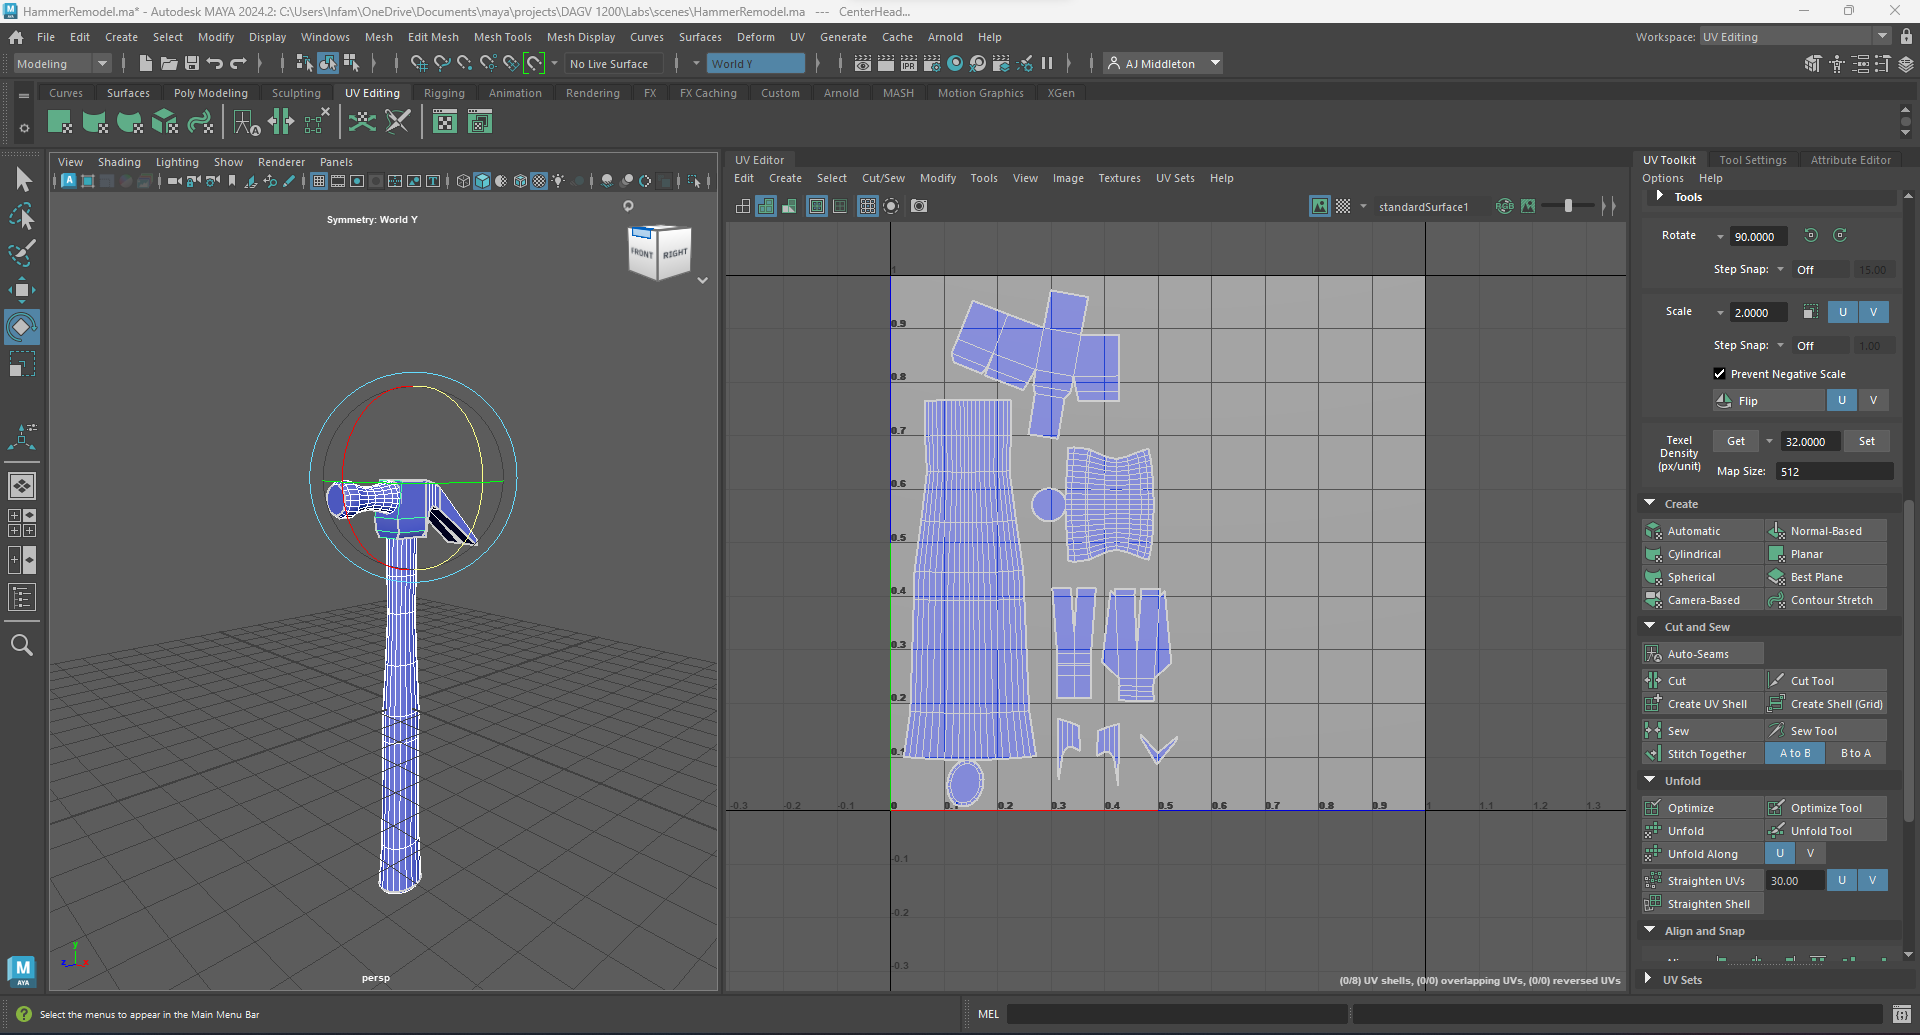 HammerRemodel.ma* - Autodesk MAYA 2024.2: C:\Users\Infam\OneDrive\Documents\maya\projects\DAGV 1200\Labs\scenes\HammerRemodel.ma --- CenterHead...
File Edit Create Select Modify Display Windows Mesh Edit Mesh Mesh Tools Mesh Display Curves Surfaces Deform UV Generate Cache Arnold Help
Workspace: UV Editing
Modeling No Live Surface World Y IPR AJ Middleton
Curves Surfaces Poly Modeling Sculpting UV Editing Rigging Animation Rendering FX FX Caching Custom Arnold MASH Motion Graphics XGen
View Shading Lighting Show Renderer Panels
Symmetry: World Y
FRONT RIGHT
y
z x
persp
M
AYA
UV Editor
Edit Create Select Cut/Sew Modify Tools View Image Textures UV Sets Help
standardSurface1
RGB
1
0.9
0.8
0.7
0.6
0.5
0.4
0.3
0.2
0.1
-0.3 -0.2 -0.1 0 0.1 0.2 0.3 0.4 0.5 0.6 0.7 0.8 0.9 1 1.1 1.2 1.3
-0.1
-0.2
-0.3
(0/8) UV shells, (0/0) overlapping UVs, (0/0) reversed UVs
UV Toolkit Tool Settings Attribute Editor
Options Help
Tools
Rotate 90.0000
Step Snap: Off 15.00
Scale 2.0000 U V
Step Snap: Off 1.00
Prevent Negative Scale
Flip U V
Texel Density (px/unit) Get 32.0000 Set
Map Size: 512
Create
Automatic Normal-Based
Cylindrical Planar
Spherical Best Plane
Camera-Based Contour Stretch
Cut and Sew
Auto-Seams
Cut Cut Tool
Create UV Shell Create Shell (Grid)
Sew Sew Tool
Stitch Together A to B B to A
Unfold
Optimize Optimize Tool
Unfold Unfold Tool
Unfold Along U V
Straighten UVs 30.00 U V
Straighten Shell
Align and Snap
UV Sets
Select the menus to appear in the Main Menu Bar
MEL